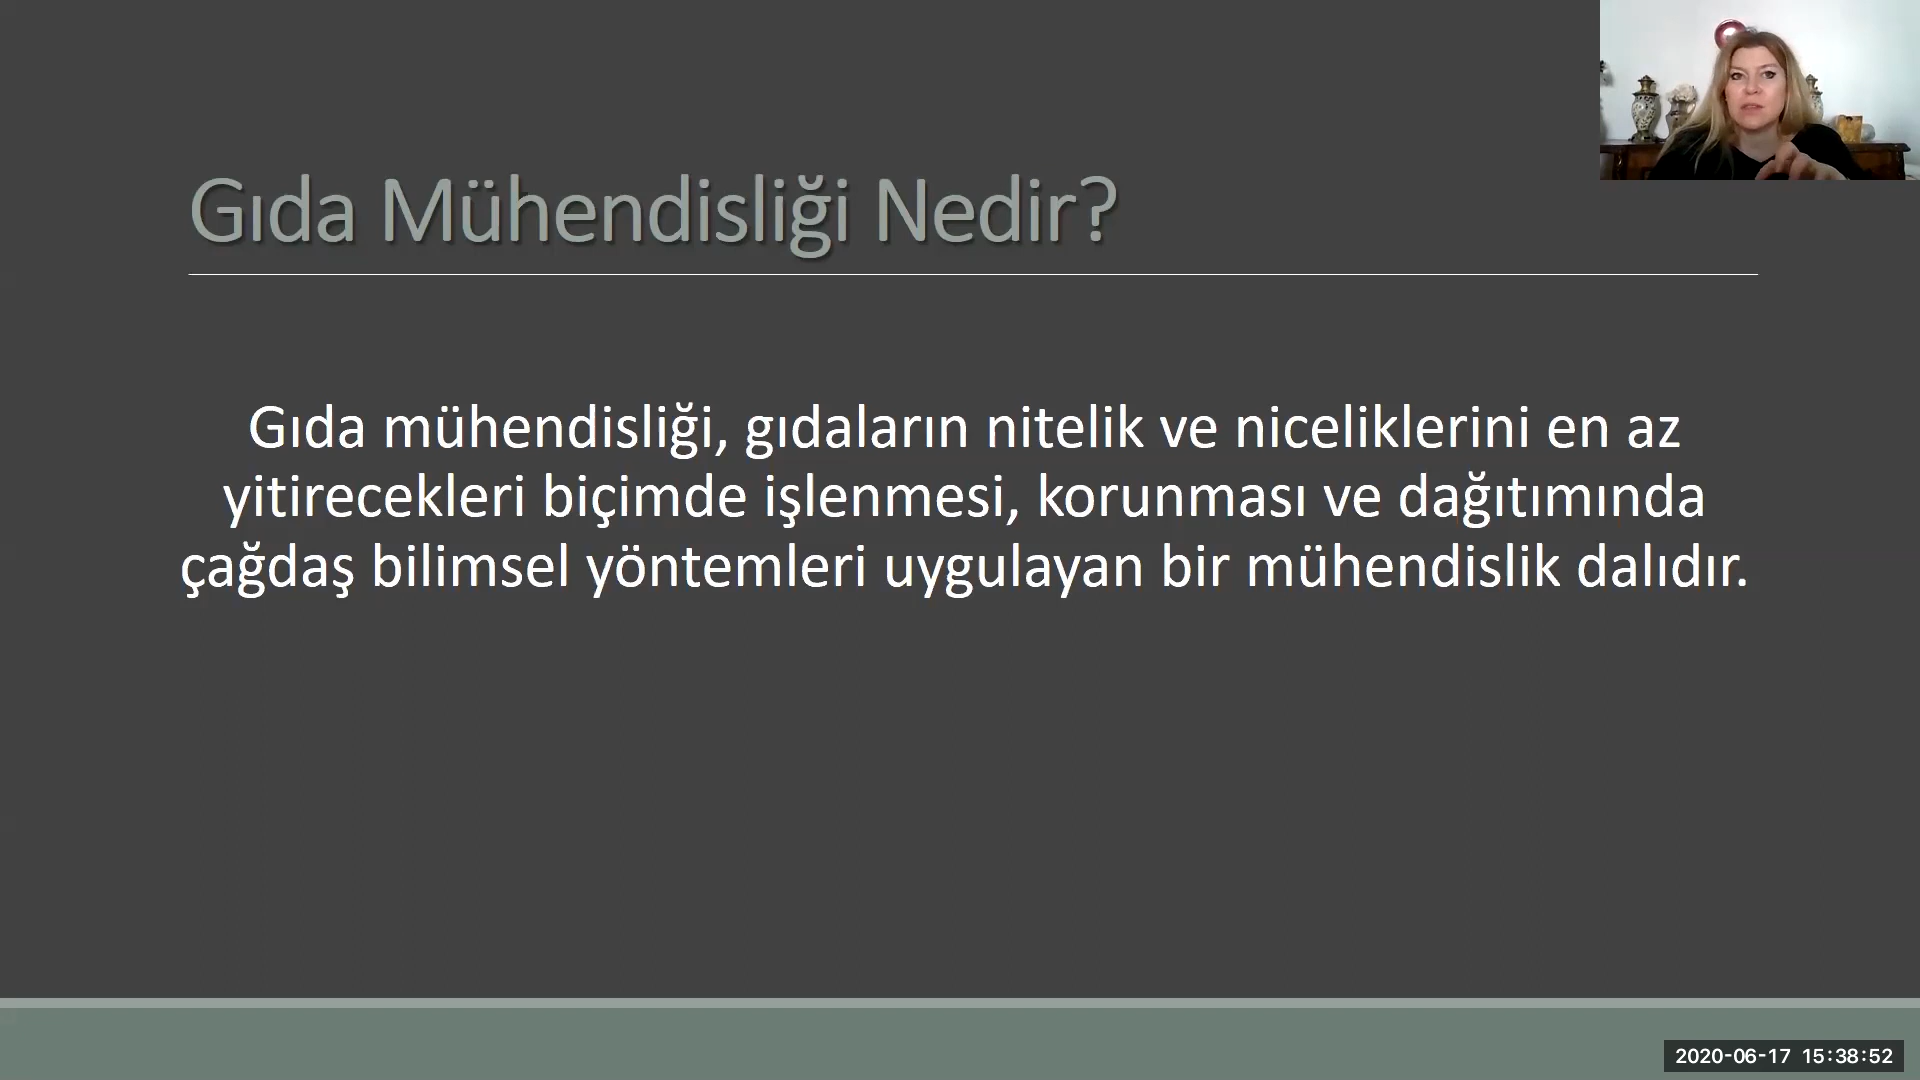 Gıda Mühendisliği Nedir?
Gıda mühendisliği, gıdaların nitelik ve niceliklerini en az
yitirecekleri biçimde işlenmesi, korunması ve dağıtımında
çağdaş bilimsel yöntemleri uygulayan bir mühendislik dalıdır.
2020-06-17 15:38:52